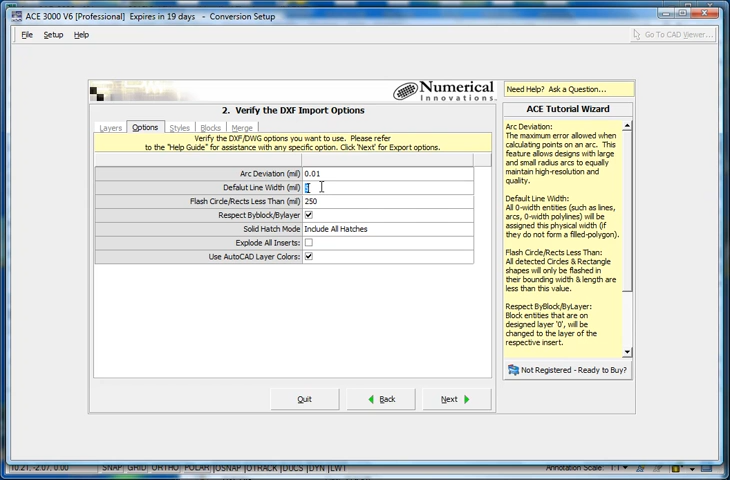 ACE 3000 V6 [Professional] Expires in 19 days - Conversion Setup
File Setup Help
Go To CAD Viewer...
Numerical
Innovations
Need Help? Ask a Question...
2. Verify the DXF Import Options
ACE Tutorial Wizard
Layers Options Styles Blocks Merge
Verify the DXF/DWG options you want to use. Please refer
to the "Help Guide" for assistance with any specific option. Click 'Next' for Export options.
Arc Deviation (mil) 0.01
Defalut Line Width (mil)
Flash Circle/Rects Less Than (mil) 250
Respect Byblock/Bylayer
Solid Hatch Mode Include All Hatches
Explode All Inserts:
Use AutoCAD Layer Colors:
Arc Deviation:
The maximum error allowed when
calculating points on an arc. This
feature allows designs with large
and small radius arcs to equally
maintain high-resolution and
quality.
Default Line Width:
All 0-width entities (such as lines,
arcs, 0-width polylines) will be
assigned this physical width (if
they do not form a filled-polygon).
Flash Circle/Rects Less Than:
All detected Circles & Rectangle
shapes will only be flashed in
their bounding width & length are
less than this value.
Respect ByBlock/ByLayer:
Block entities that are on
designed layer '0', will be
changed to the layer of the
respective insert.
Not Registered - Ready to Buy?
Quit Back Next
10.21, -2.07, 0.00 SNAP GRID ORTHO POLAR OSNAP OTRACK DUCS DYN LWT Annotation Scale: 1:1